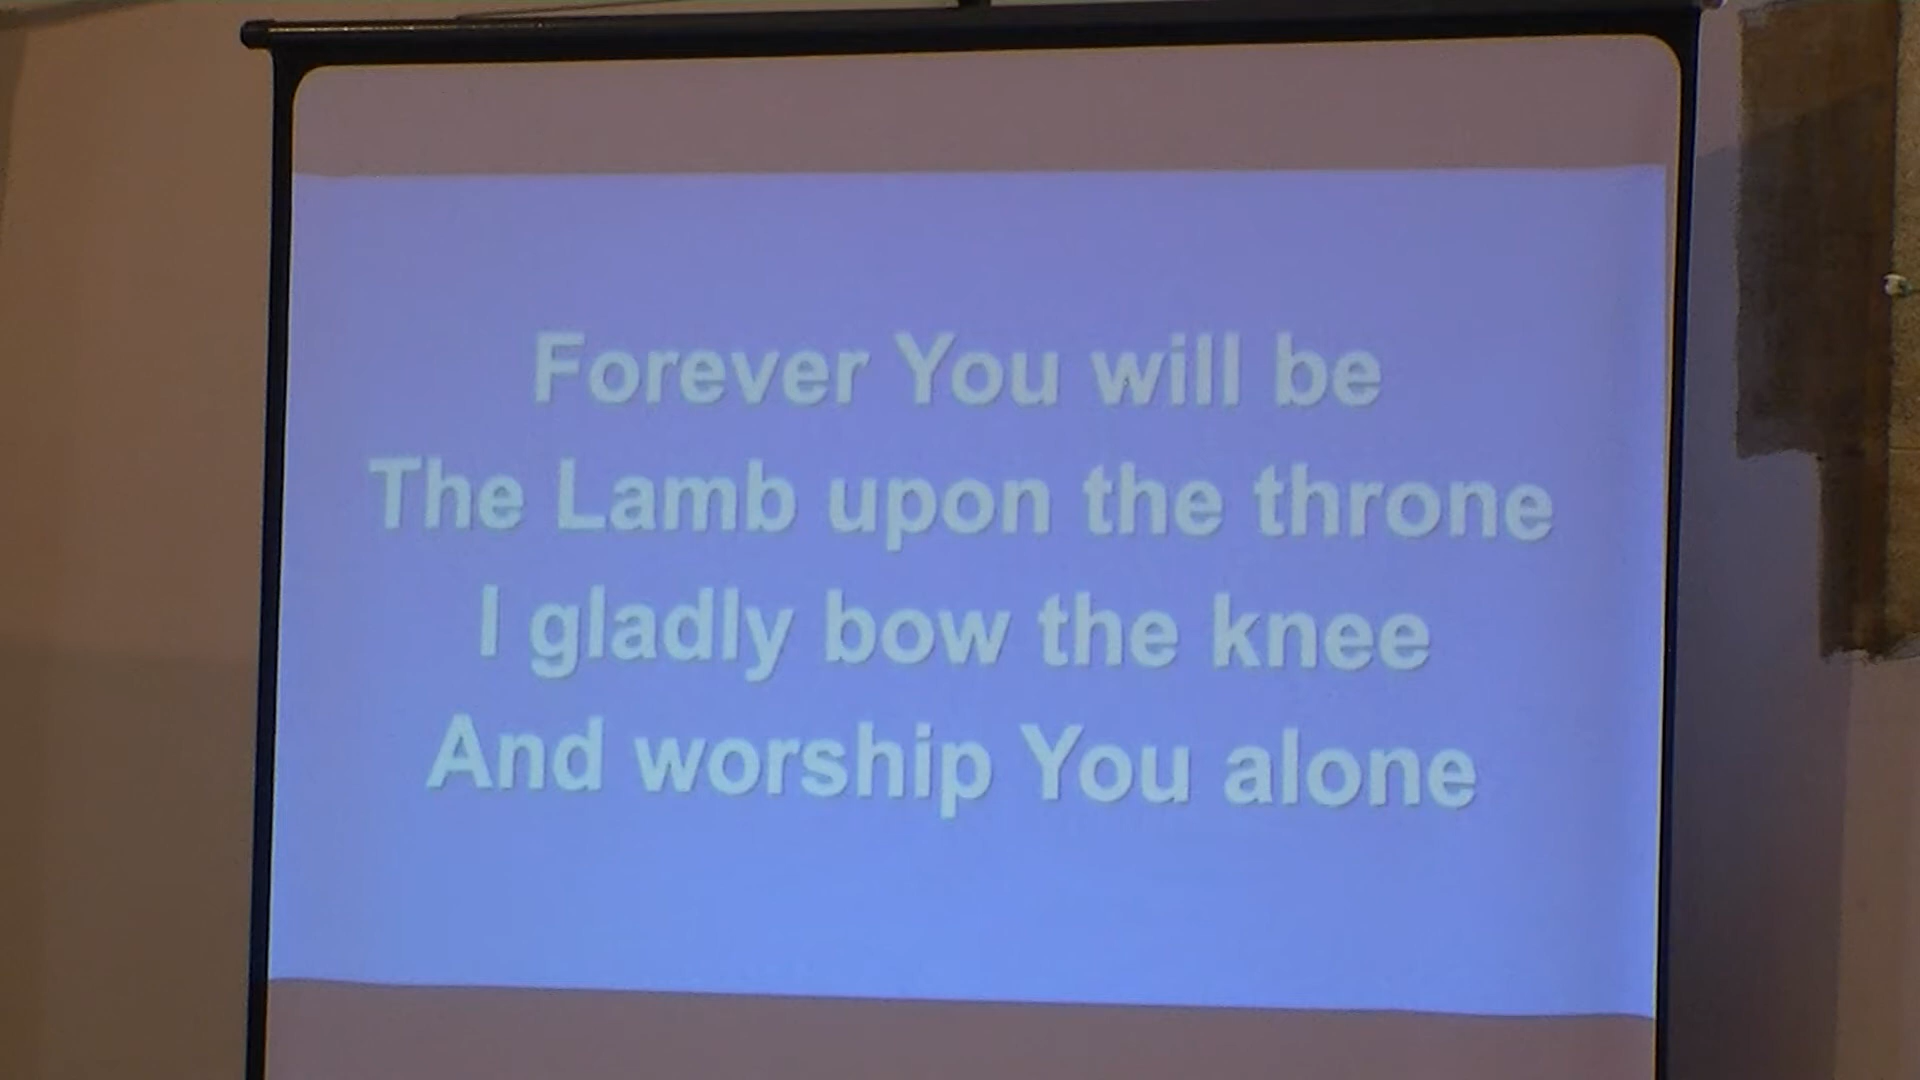 Forever You will be
The Lamb upon the throne
I gladly bow the knee
And worship You alone